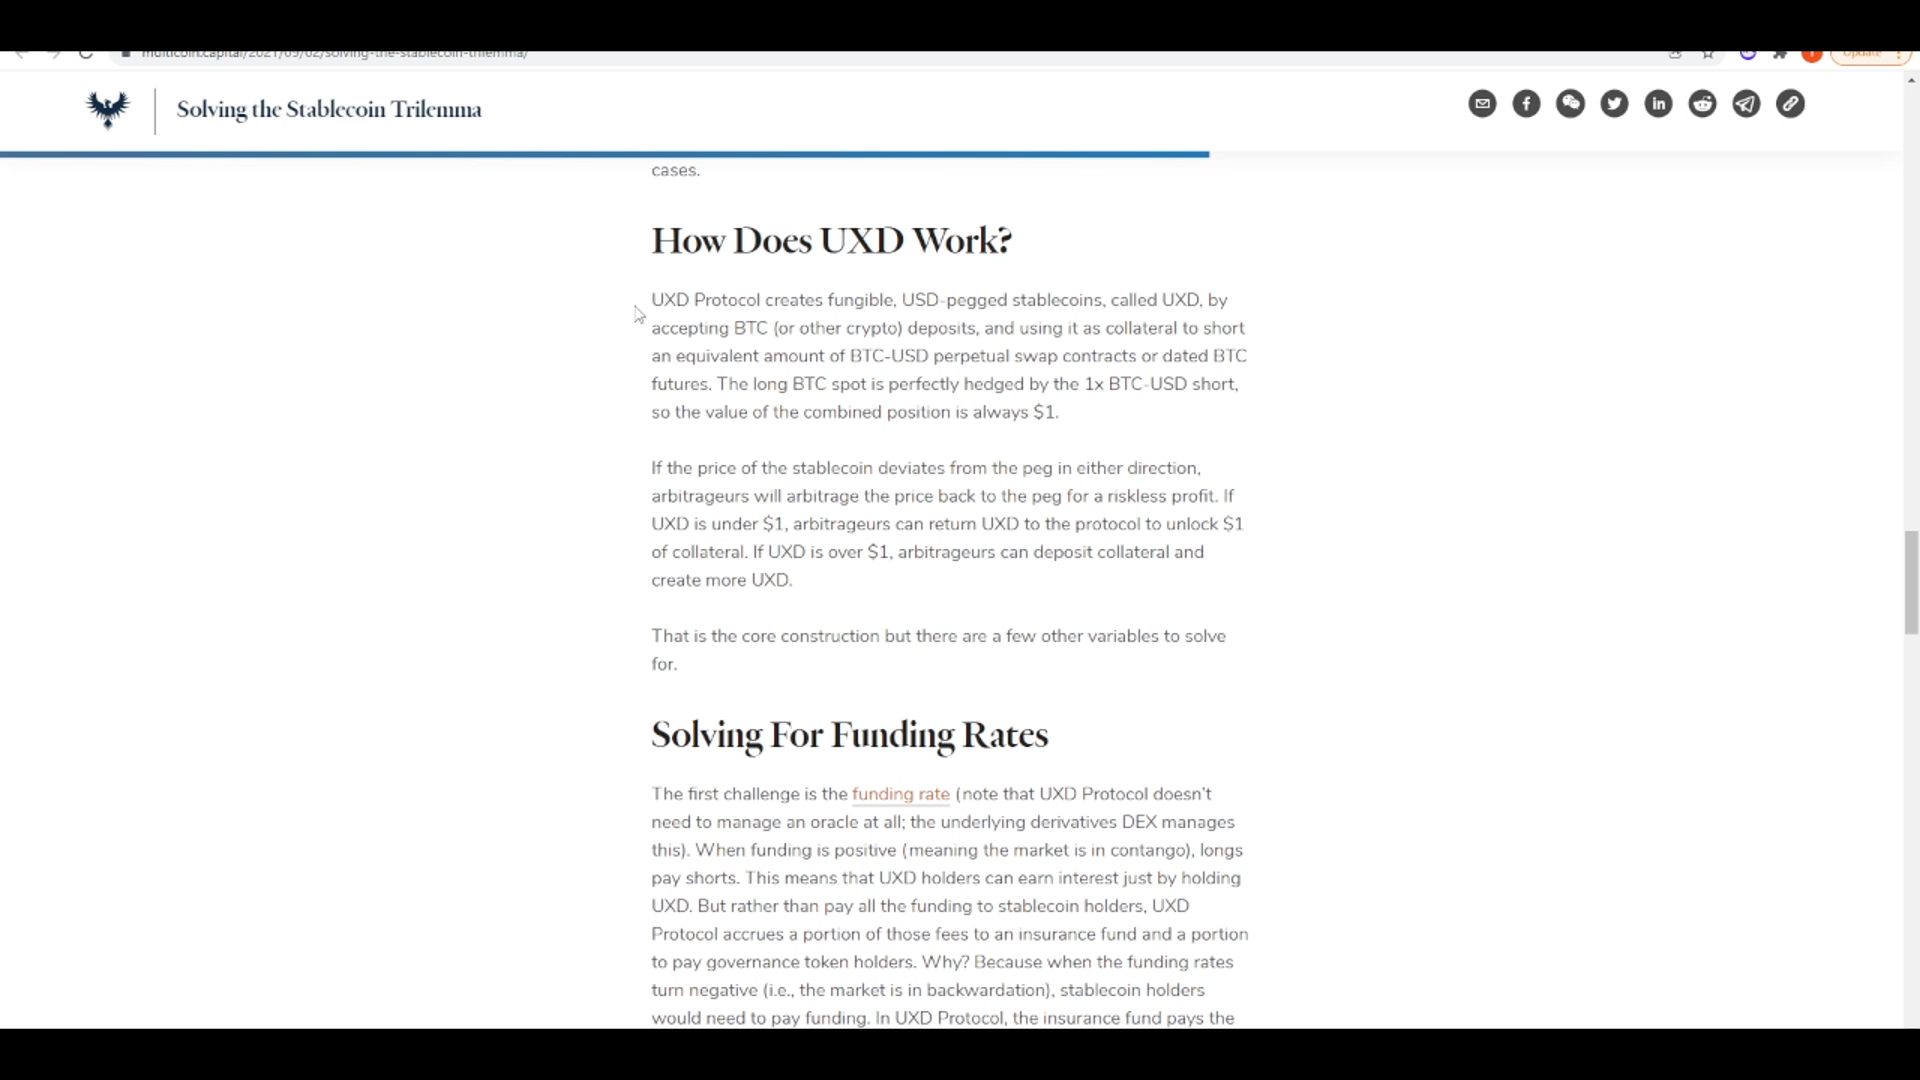 multicoin.capital/2021/09/02/solving-the-stablecoin-trilemma/
Update
Solving the Stablecoin Trilemma
cases.
How Does UXD Work?
UXD Protocol creates fungible, USD-pegged stablecoins, called UXD, by
accepting BTC (or other crypto) deposits, and using it as collateral to short
an equivalent amount of BTC-USD perpetual swap contracts or dated BTC
futures. The long BTC spot is perfectly hedged by the 1x BTC-USD short,
so the value of the combined position is always $1.
If the price of the stablecoin deviates from the peg in either direction,
arbitrageurs will arbitrage the price back to the peg for a riskless profit. If
UXD is under $1, arbitrageurs can return UXD to the protocol to unlock $1
of collateral. If UXD is over $1, arbitrageurs can deposit collateral and
create more UXD.
That is the core construction but there are a few other variables to solve
for.
Solving For Funding Rates
The first challenge is the funding rate (note that UXD Protocol doesn't
need to manage an oracle at all; the underlying derivatives DEX manages
this). When funding is positive (meaning the market is in contango), longs
pay shorts. This means that UXD holders can earn interest just by holding
UXD. But rather than pay all the funding to stablecoin holders, UXD
Protocol accrues a portion of those fees to an insurance fund and a portion
to pay governance token holders. Why? Because when the funding rates
turn negative (i.e., the market is in backwardation), stablecoin holders
would need to pay funding. In UXD Protocol, the insurance fund pays the